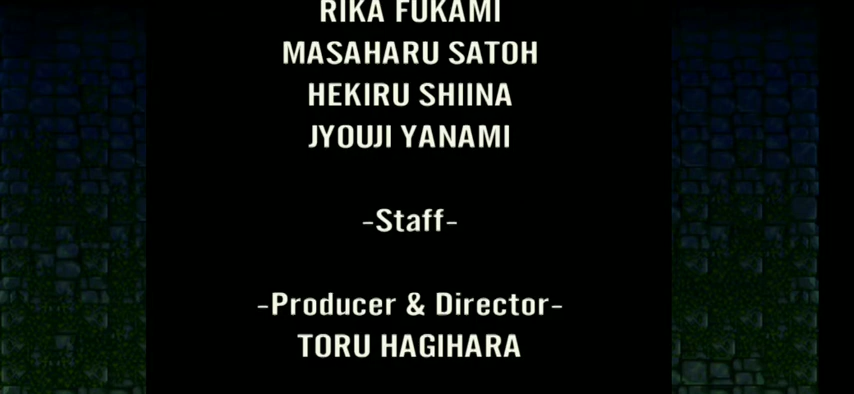 RIKA FUKAMI
MASAHARU SATOH
HEKIRU SHIINA
JYOUJI YANAMI
-Staff-
-Producer & Director-
TORU HAGIHARA